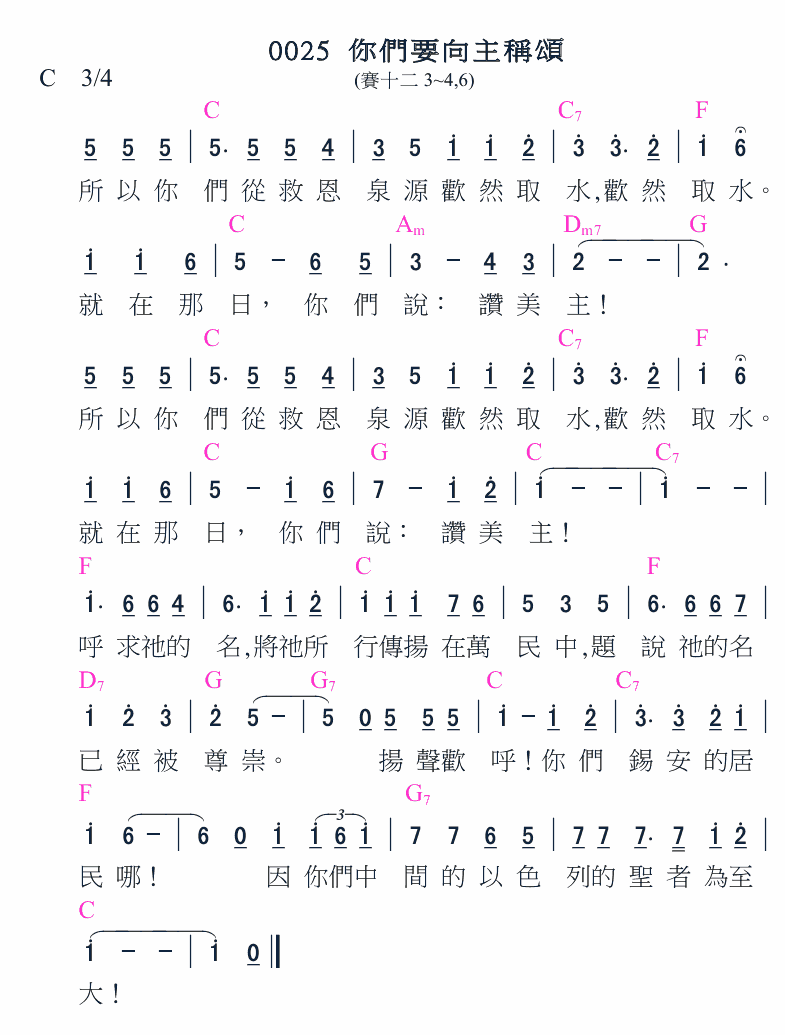 0025 你們要向主稱頌
C 3/4 (賽十二 3~4,6)
C C7 F
5 5 5 | 5. 5 5 4 | 3 5 i i 2̇ | 3̇ 3̇. 2̇ | i 6
所以你 們從救恩 泉源歡然取 水,歡然 取水。
C Am Dm7 G
i i 6 | 5 - 6 5 | 3 - 4 3 | 2 - - | 2 .
就在那 日, 你們 說: 讚美 主!
C C7 F
5 5 5 | 5. 5 5 4 | 3 5 i i 2̇ | 3̇ 3̇. 2̇ | i 6
所以你 們從救恩 泉源歡然取 水,歡然 取水。
C G C C7
i i 6 | 5 - i 6 | 7 - i 2̇ | i - - | i - - |
就在那 日, 你們 說: 讚美 主!
F C F
i. 6 6 4 | 6. i i 2̇ | i i i 7 6 | 5 3 5 | 6. 6 6 7 |
呼求祂的 名,將祂所 行傳揚在萬 民中,題 說祂的名
D7 G G7 C C7
i 2̇ 3̇ | 2̇ 5 - | 5 0 5 5 5 | i - i 2̇ | 3̇. 3̇ 2̇ i |
已經被 尊崇。 揚聲歡 呼!你們 錫安的居
F G7
i 6 - | 6 0 i i 6 i | 7 7 6 5 | 7 7 7. 7 i 2̇ |
3
民哪! 因你們中 間的以色 列的聖者為至
C
i - - | i 0 ‖
大!